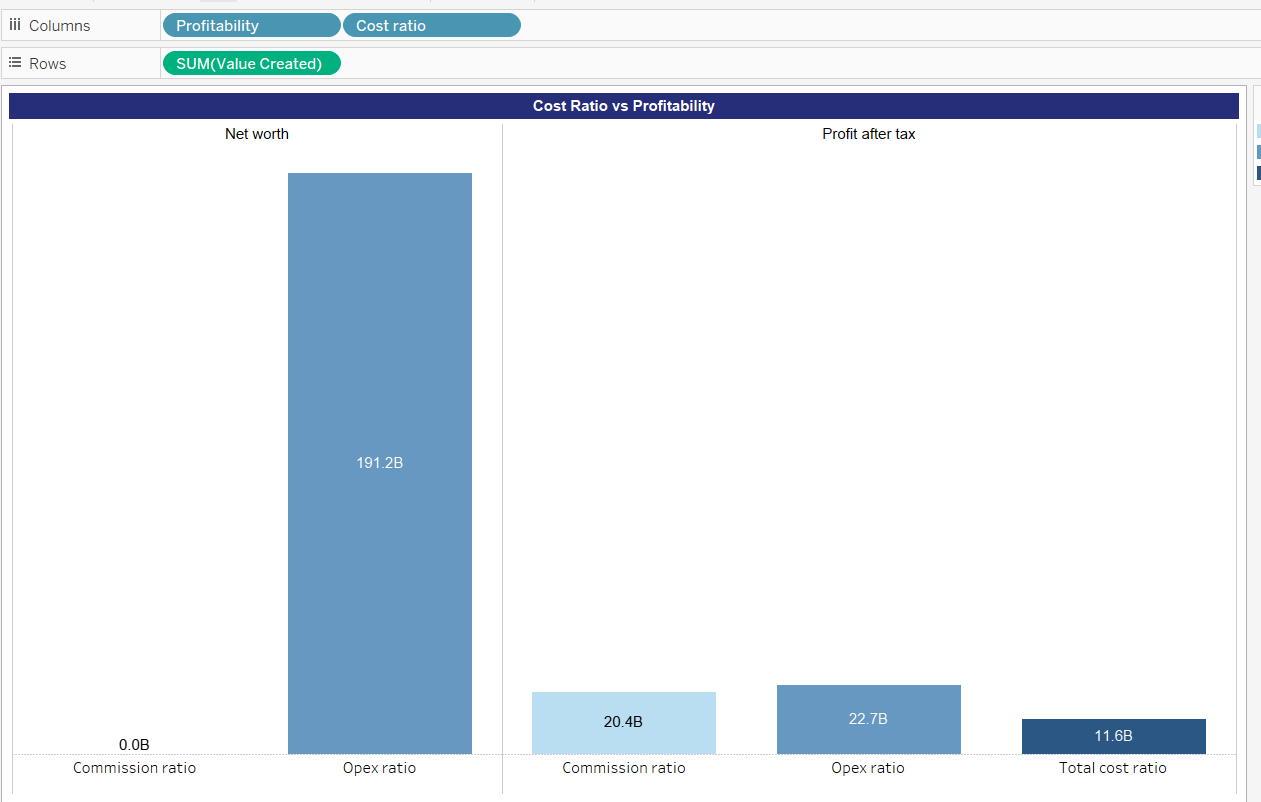 Columns Profitability Cost ratio
Rows SUM(Value Created)
Cost Ratio vs Profitability
Net worth Profit after tax
191.2B
0.0B 20.4B 22.7B 11.6B
Commission ratio Opex ratio Commission ratio Opex ratio Total cost ratio